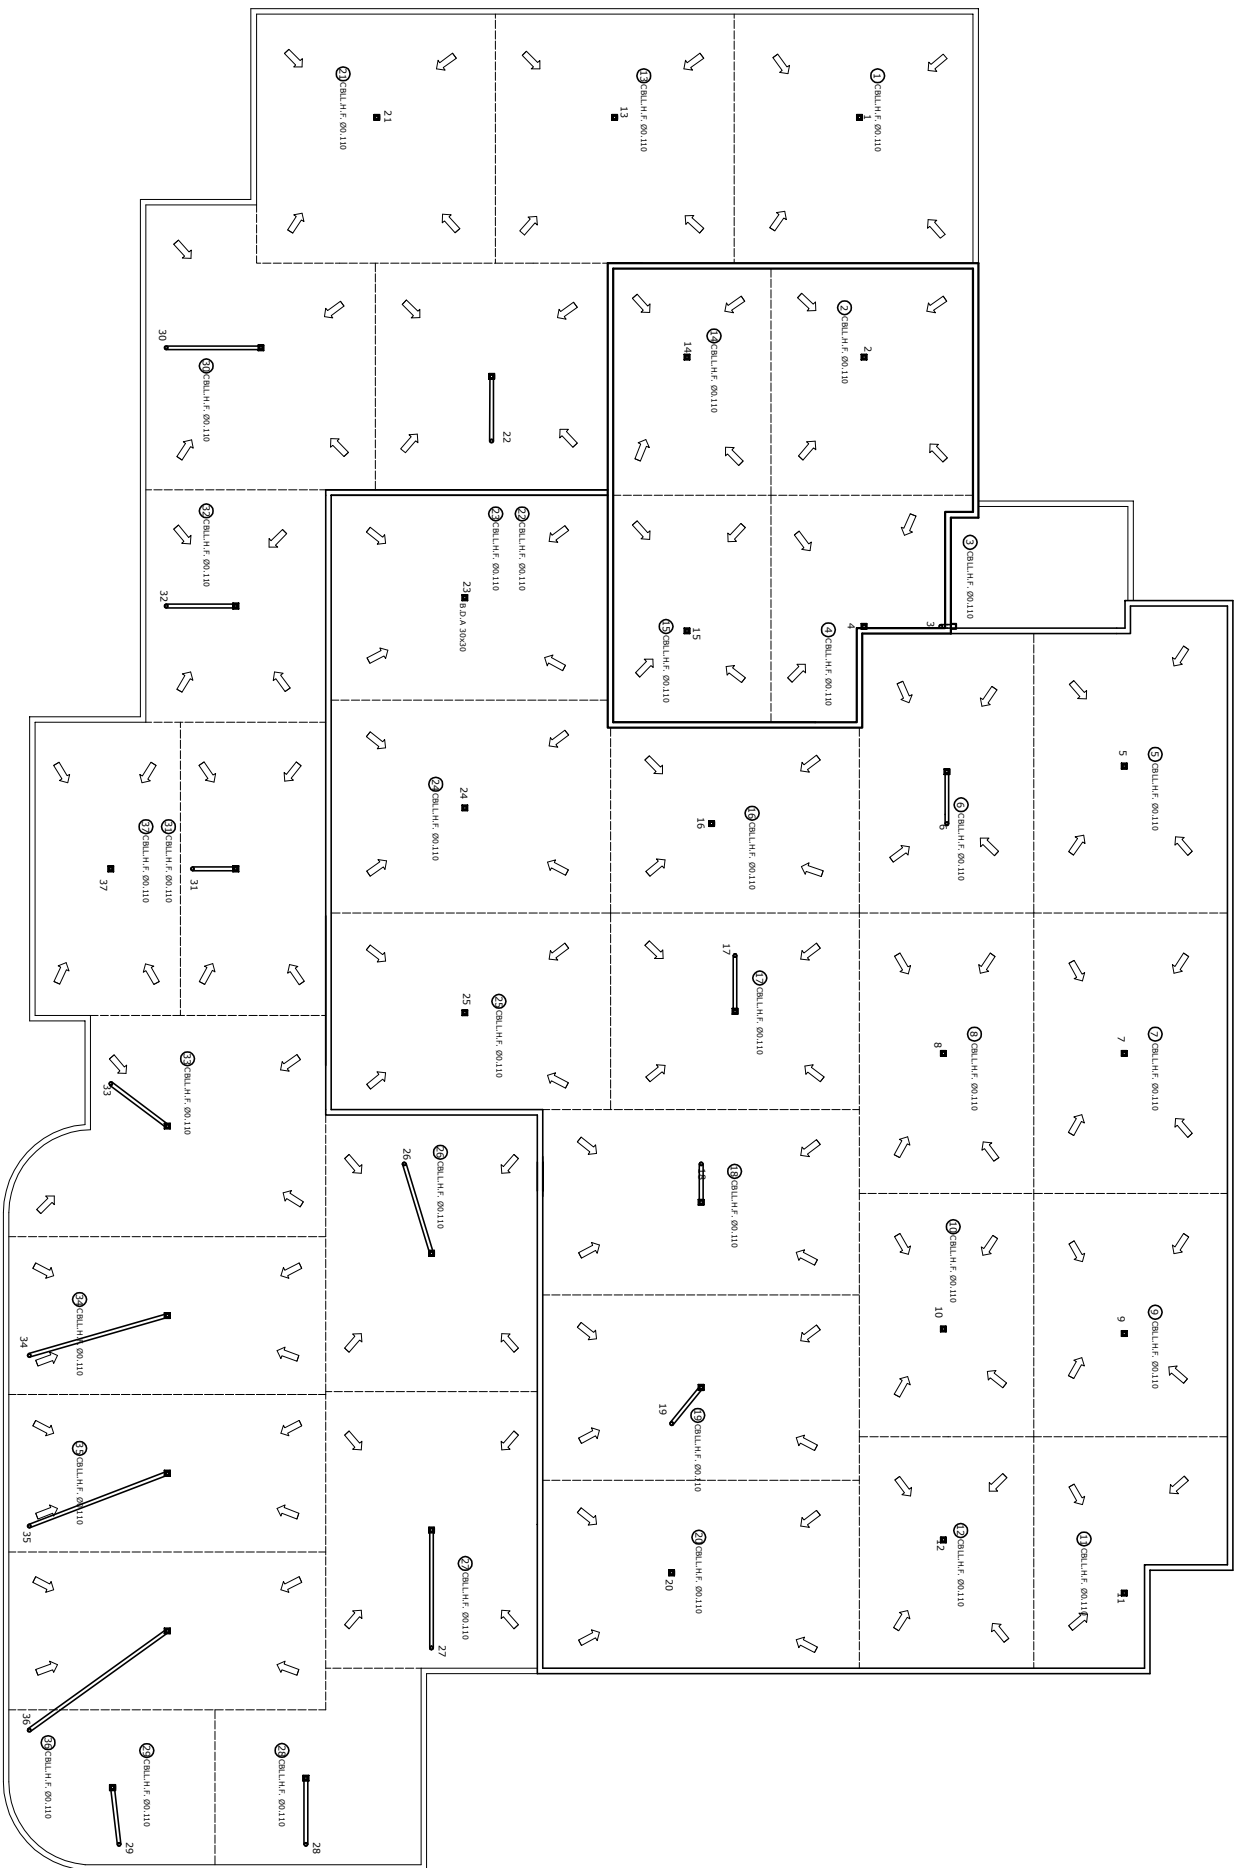 1 CBLL.H.F. Ø0.110
1
13 CBLL.H.F. Ø0.110
13
21 CBLL.H.F. Ø0.110
21
2 CBLL.H.F. Ø0.110
2
14 CBLL.H.F. Ø0.110
14
30
30 CBLL.H.F. Ø0.110
22
3 CBLL.H.F. Ø0.110
3
4 CBLL.H.F. Ø0.110
4
15 CBLL.H.F. Ø0.110
15
22 CBLL.H.F. Ø0.110
23 CBLL.H.F. Ø0.110
23
B.D.A 30x30
32 CBLL.H.F. Ø0.110
32
5 CBLL.H.F. Ø0.110
5
6 CBLL.H.F. Ø0.110
6
16 CBLL.H.F. Ø0.110
16
24 CBLL.H.F. Ø0.110
24
31 CBLL.H.F. Ø0.110
37 CBLL.H.F. Ø0.110
31
37
7 CBLL.H.F. Ø0.110
7
8 CBLL.H.F. Ø0.110
8
17 CBLL.H.F. Ø0.110
17
25 CBLL.H.F. Ø0.110
25
33 CBLL.H.F. Ø0.110
33
9 CBLL.H.F. Ø0.110
9
10 CBLL.H.F. Ø0.110
10
18 CBLL.H.F. Ø0.110
18
26 CBLL.H.F. Ø0.110
26
34 CBLL.H.F. Ø0.110
34
19 CBLL.H.F. Ø0.110
19
35 CBLL.H.F. Ø0.110
35
11 CBLL.H.F. Ø0.110
11
12 CBLL.H.F. Ø0.110
12
20 CBLL.H.F. Ø0.110
20
27 CBLL.H.F. Ø0.110
27
36
36 CBLL.H.F. Ø0.110
29 CBLL.H.F. Ø0.110
29
28 CBLL.H.F. Ø0.110
28